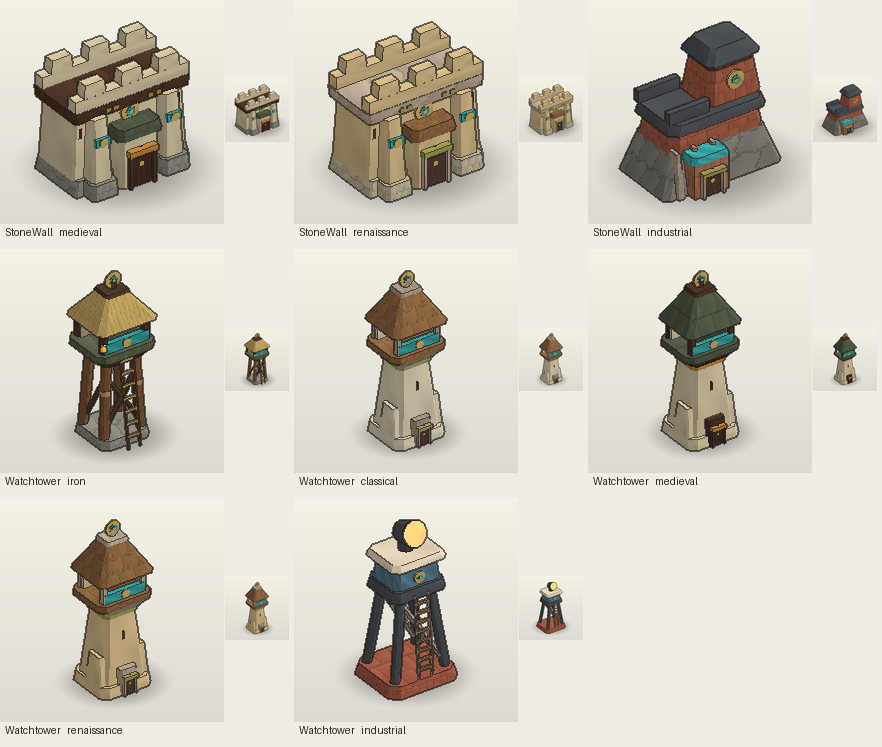 StoneWall medieval
StoneWall renaissance
StoneWall industrial
Watchtower iron
Watchtower classical
Watchtower medieval
Watchtower renaissance
Watchtower industrial